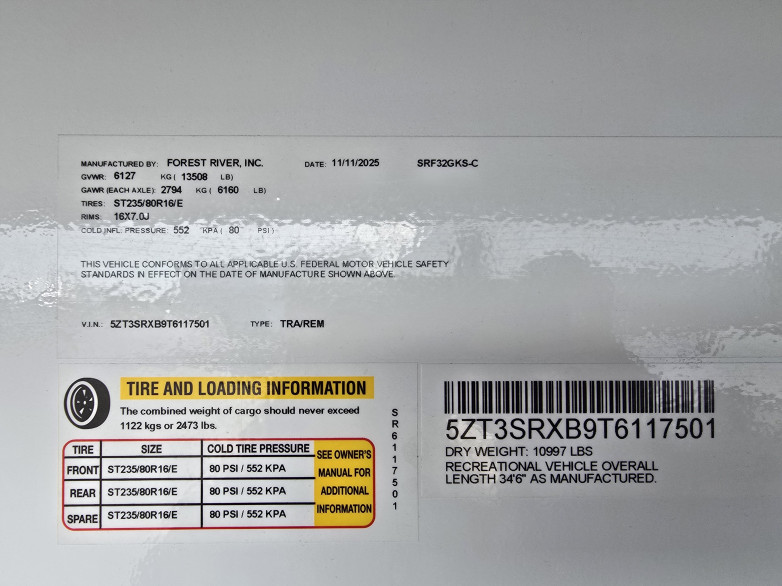 MANUFACTURED BY: FOREST RIVER, INC. DATE: 11/11/2025 SRF32GKS-C
GVWR: 6127 KG ( 13508 LB)
GAWR (EACH AXLE): 2794 KG ( 6160 LB)
TIRES: ST235/80R16/E
RIMS: 16X7.0J
COLD INFL. PRESSURE: 552 KPA ( 80 PSI )
THIS VEHICLE CONFORMS TO ALL APPLICABLE U.S. FEDERAL MOTOR VEHICLE SAFETY
STANDARDS IN EFFECT ON THE DATE OF MANUFACTURE SHOWN ABOVE.
V.I.N.: 5ZT3SRXB9T6117501 TYPE: TRA/REM
TIRE AND LOADING INFORMATION
The combined weight of cargo should never exceed
1122 kgs or 2473 lbs.
TIRE SIZE COLD TIRE PRESSURE SEE OWNER'S
FRONT ST235/80R16/E 80 PSI / 552 KPA MANUAL FOR
REAR ST235/80R16/E 80 PSI / 552 KPA ADDITIONAL
SPARE ST235/80R16/E 80 PSI / 552 KPA INFORMATION
SR6117501
5ZT3SRXB9T6117501
DRY WEIGHT: 10997 LBS
RECREATIONAL VEHICLE OVERALL
LENGTH 34'6" AS MANUFACTURED.